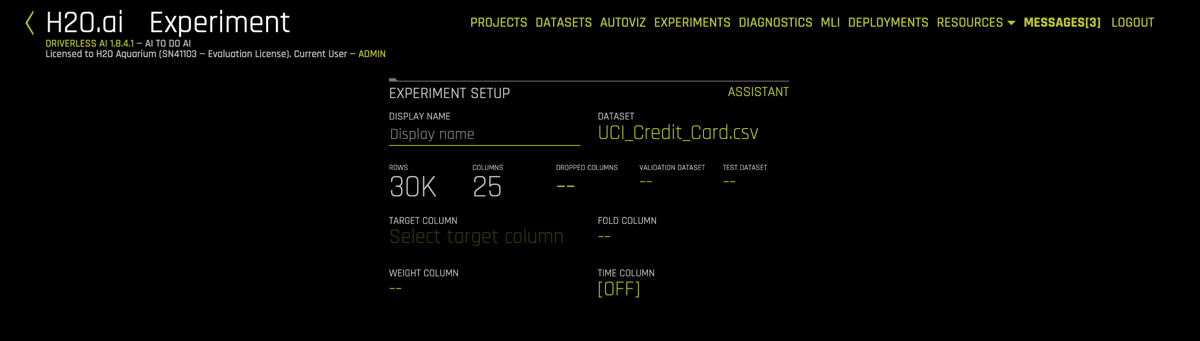 H2O.ai Experiment
PROJECTS DATASETS AUTOVIZ EXPERIMENTS DIAGNOSTICS MLI DEPLOYMENTS RESOURCES MESSAGES[3] LOGOUT
DRIVERLESS AI 1.8.4.1 — AI TO DO AI
Licensed to H2O Aquarium (SN41103 — Evaluation License). Current User — ADMIN
EXPERIMENT SETUP ASSISTANT
DISPLAY NAME DATASET
Display name UCI_Credit_Card.csv
ROWS COLUMNS DROPPED COLUMNS VALIDATION DATASET TEST DATASET
30K 25 -- -- --
TARGET COLUMN FOLD COLUMN
Select target column --
WEIGHT COLUMN TIME COLUMN
-- [OFF]